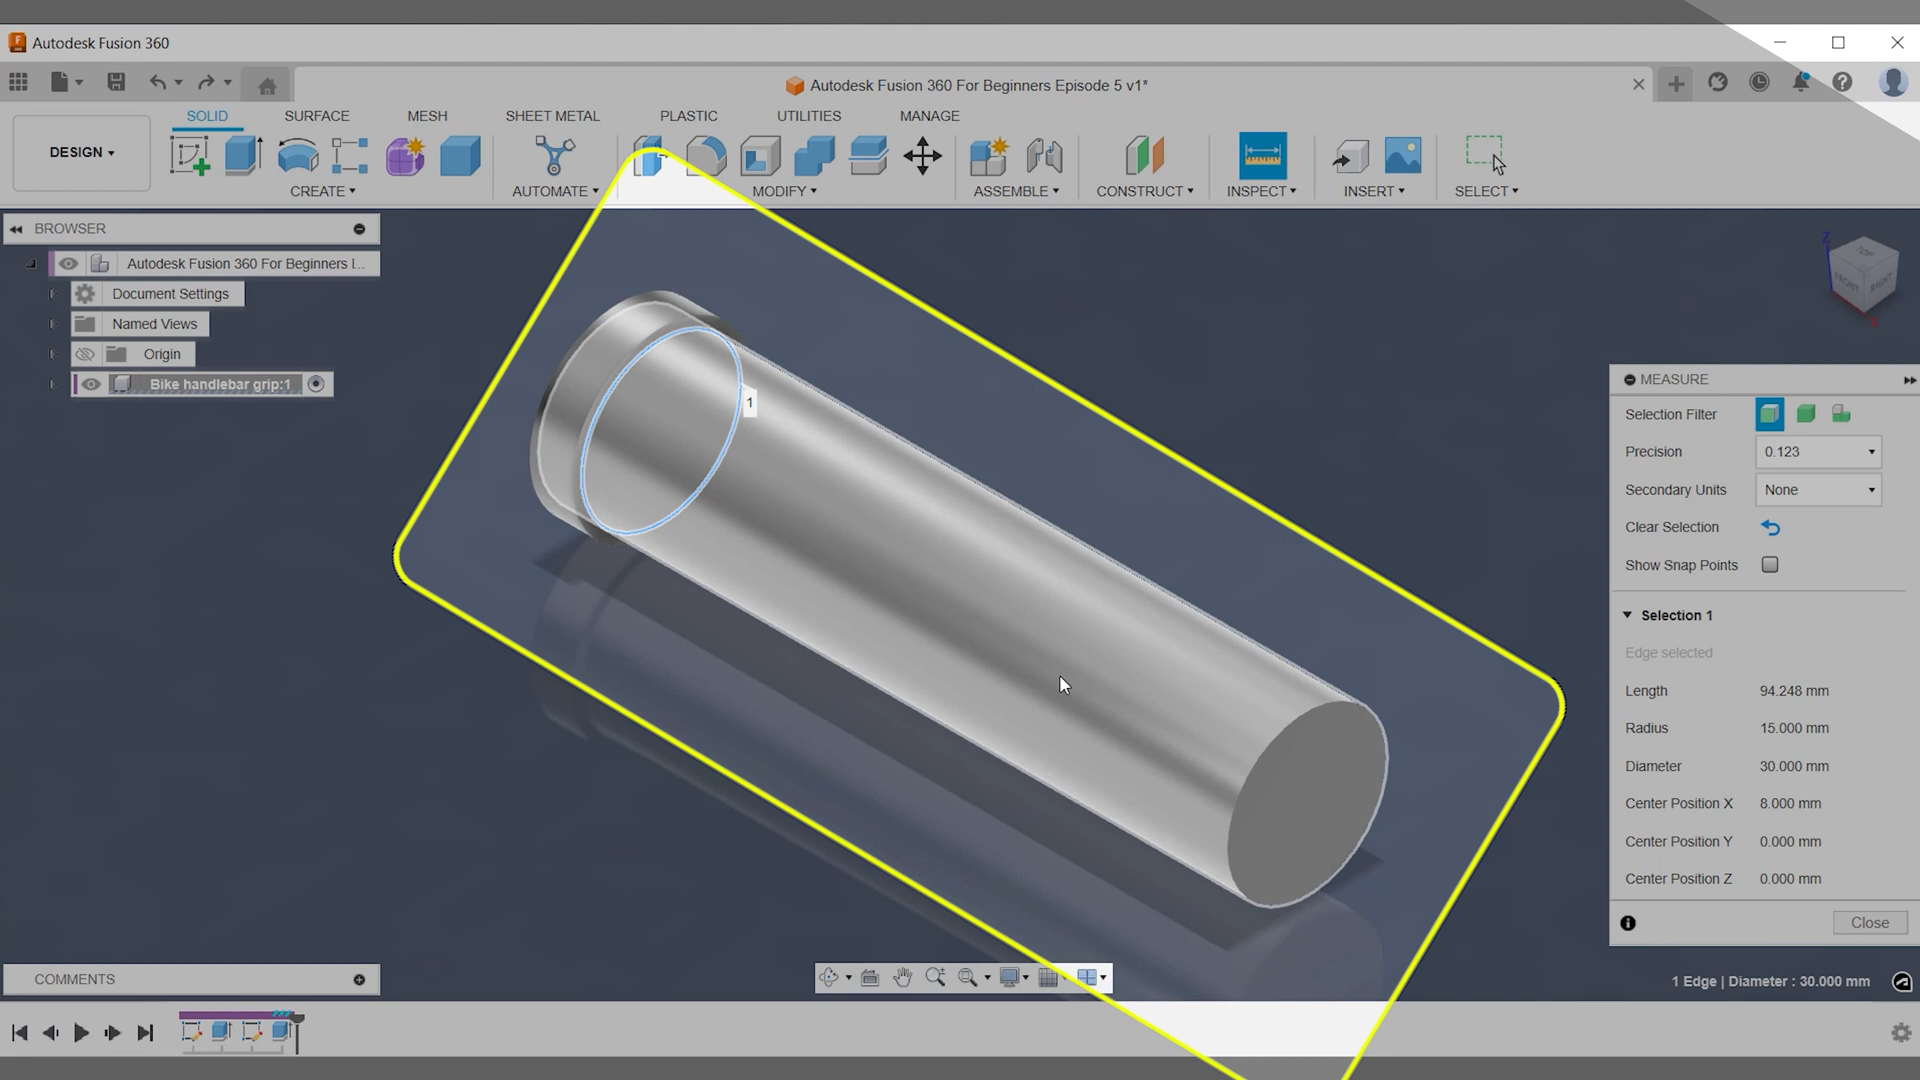 Autodesk Fusion 360
Autodesk Fusion 360 For Beginners Episode 5 v1*
SOLID SURFACE MESH SHEET METAL PLASTIC UTILITIES MANAGE
DESIGN
CREATE AUTOMATE MODIFY ASSEMBLE CONSTRUCT INSPECT INSERT SELECT
BROWSER
Autodesk Fusion 360 For Beginners I...
Document Settings
Named Views
Origin
Bike handlebar grip:1
1
Z
TOP
FRONT RIGHT
X
MEASURE
Selection Filter
Precision 0.123
Secondary Units None
Clear Selection
Show Snap Points
Selection 1
Edge selected
Length 94.248 mm
Radius 15.000 mm
Diameter 30.000 mm
Center Position X 8.000 mm
Center Position Y 0.000 mm
Center Position Z 0.000 mm
Close
COMMENTS
1 Edge | Diameter : 30.000 mm